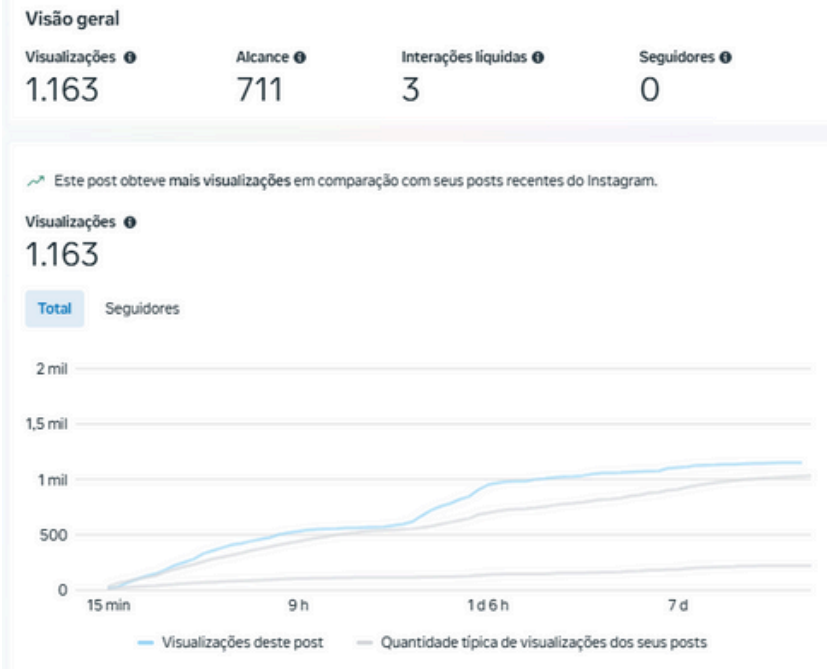 Visão geral
Visualizações Alcance Interações líquidas Seguidores
1.163 711 3 0
Este post obteve mais visualizações em comparação com seus posts recentes do Instagram.
Visualizações
1.163
Total Seguidores
2 mil
1,5 mil
1 mil
500
0
15 min 9 h 1 d 6 h 7 d
Visualizações deste post Quantidade típica de visualizações dos seus posts